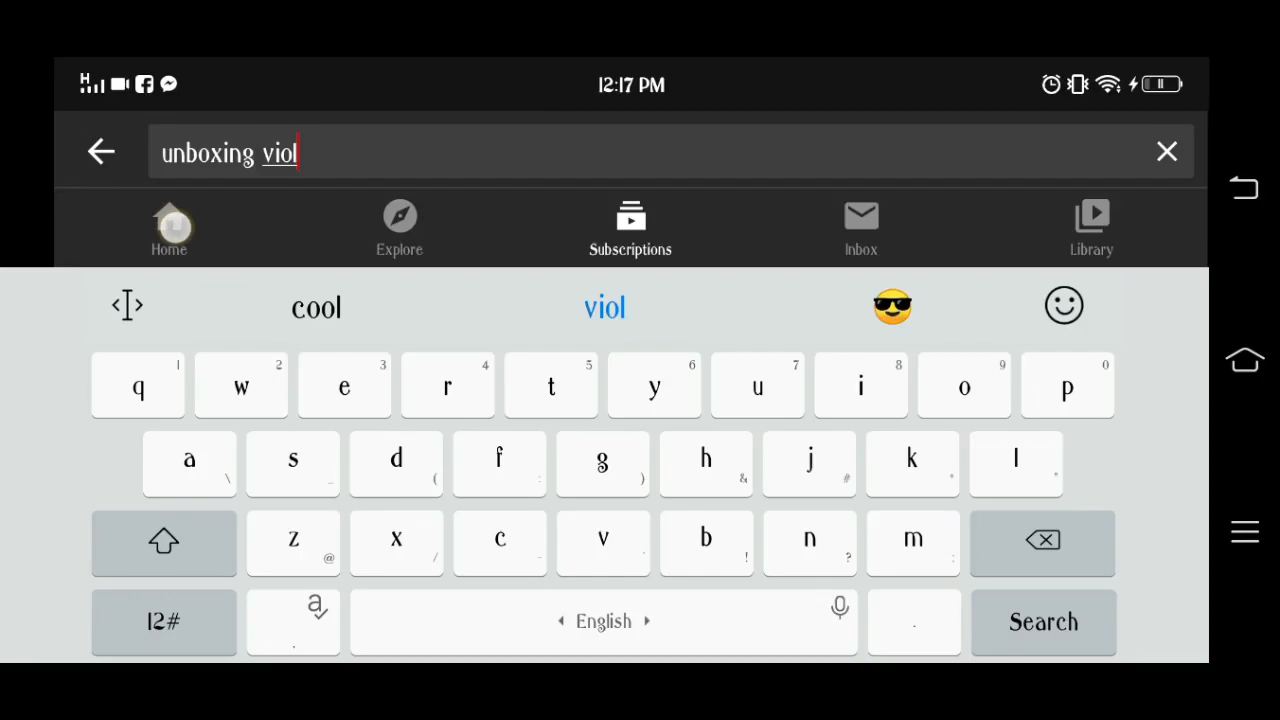 H 12:17 PM
unboxing viol
Home Explore Subscriptions Inbox Library
cool viol
1 2 3 4 5 6 7 8 9 0
q w e r t y u i o p
a s d f g h j k l
\ _ ( : ) & #
z x c v b n m
@ / - ' ! ? ;
12# . English . Search